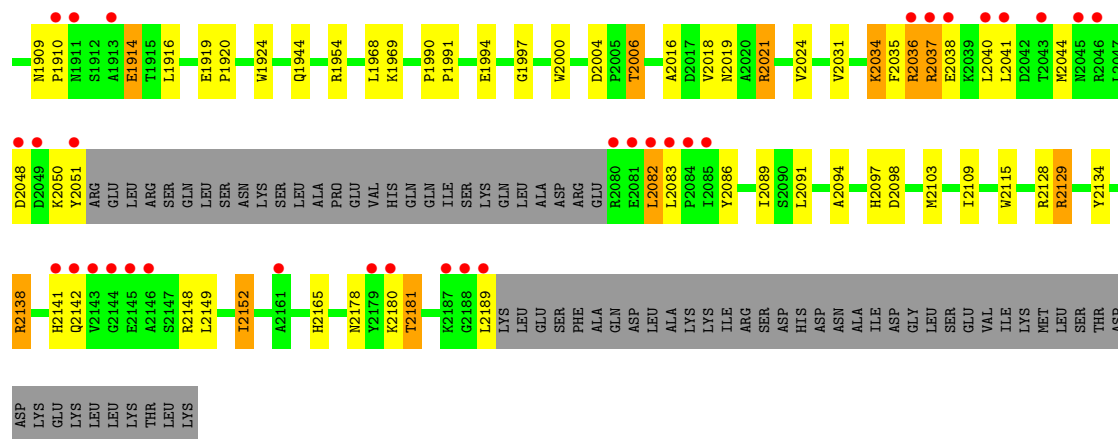 N1909 P1910 N1911 S1912 A1913 E1914 T1915 L1916 E1919 P1920 W1924 Q1944 R1954 L1968 K1969 P1990 P1991 E1994 G1997 W2000 D2004 P2005 T2006 A2016 D2017 V2018 N2019 A2020 R2021 V2024 V2031 K2034 F2035 R2036 R2037 E2038 K2039 L2040 L2041 D2042 T2043 M2044 N2045 R2046 L2047
D2048 D2049 K2050 Y2051 ARG GLU LEU ARG SER GLN LEU SER ASN LYS SER LEU ALA PRO GLU VAL HIS GLN GLN ILE SER LYS GLN LEU ALA ASP ARG GLU R2080 E2081 L2082 L2083 P2084 I2085 Y2086 I2089 S2090 L2091 A2094 H2097 D2098 M2103 I2109 W2115 R2128 R2129 Y2134
R2138 H2141 Q2142 V2143 G2144 E2145 A2146 S2147 R2148 L2149 I2152 A2161 H2165 N2178 Y2179 K2180 T2181 K2187 G2188 L2189 LYS LEU GLU SER PHE ALA GLN ASP LEU ALA LYS LYS ILE ARG SER ASP HIS ASP ASN ALA ILE ASP GLY LEU SER GLU VAL ILE LYS MET LEU SER THR ASP
ASP LYS GLU LYS LEU LEU LYS THR LEU LYS